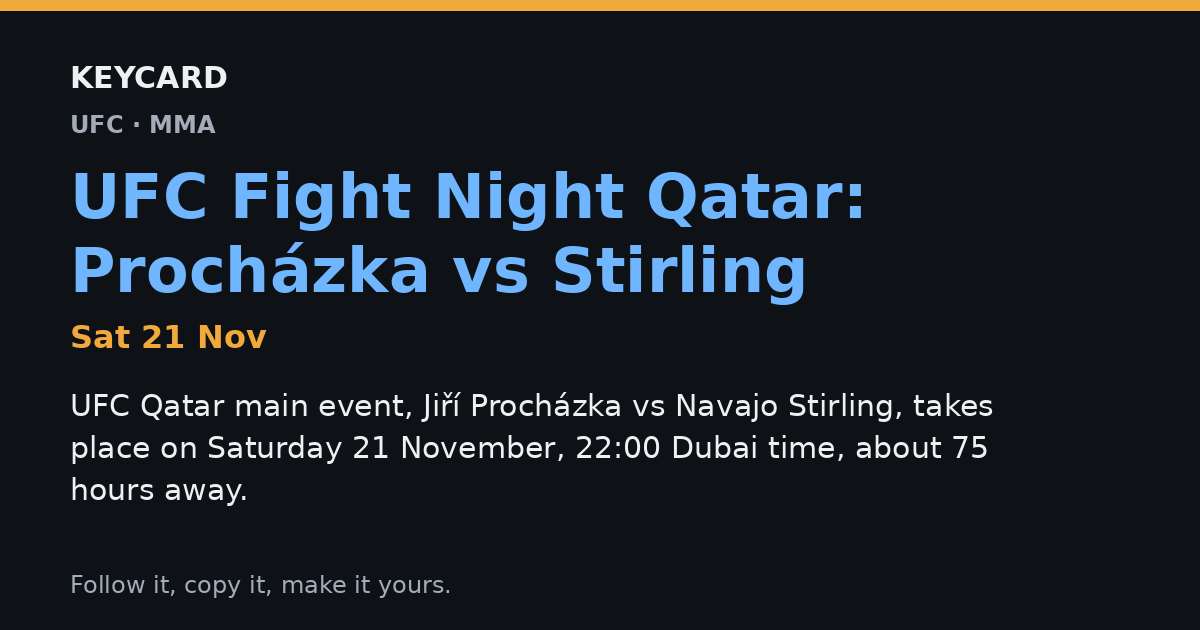 KEYCARD
UFC · MMA
UFC Fight Night Qatar:
Procházka vs Stirling
Sat 21 Nov
UFC Qatar main event, Jiří Procházka vs Navajo Stirling, takes
place on Saturday 21 November, 22:00 Dubai time, about 75
hours away.
Follow it, copy it, make it yours.